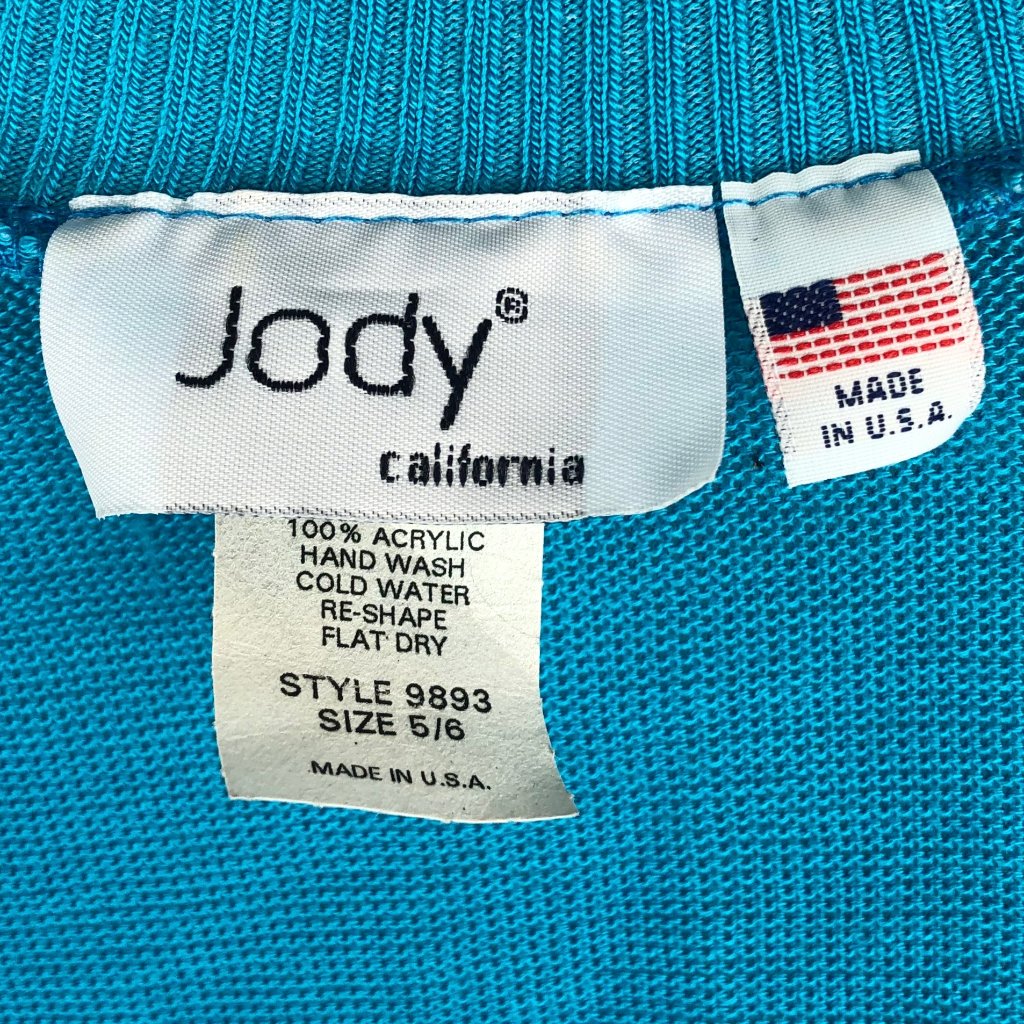 Jody®
california
MADE
IN U.S.A.
100% ACRYLIC
HAND WASH
COLD WATER
RE-SHAPE
FLAT DRY
STYLE 9893
SIZE 5/6
MADE IN U.S.A.